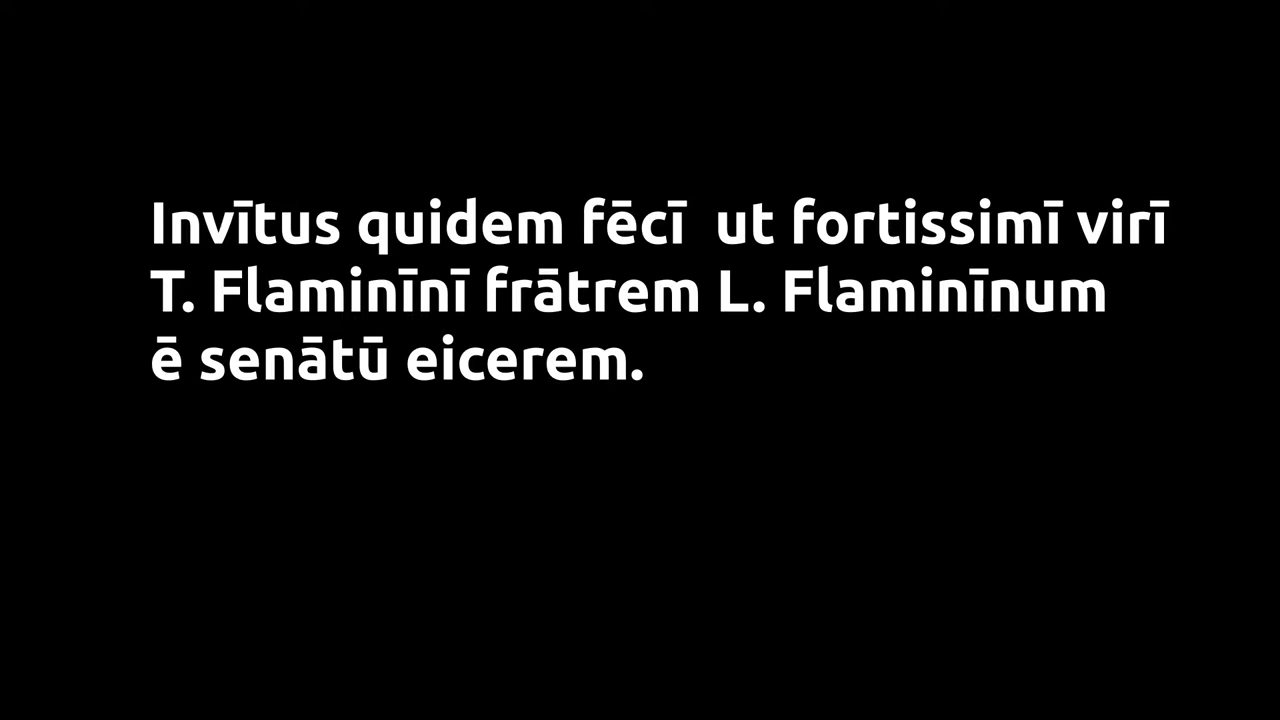 Invītus quidem fēcī  ut fortissimī virī
T. Flaminīnī frātrem L. Flaminīnum
ē senātū eicerem.